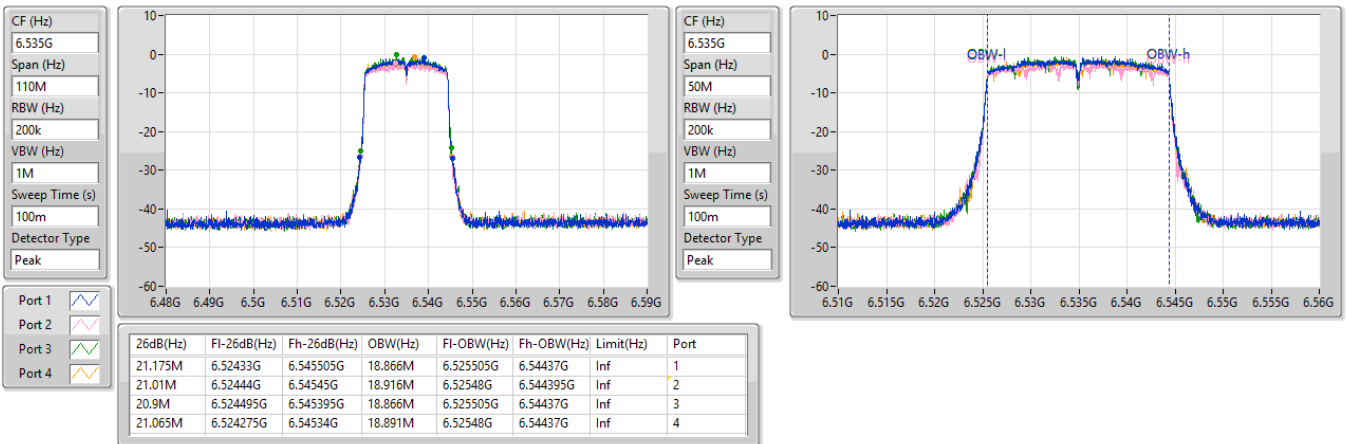 CF (Hz)
6.535G
Span (Hz)
110M
RBW (Hz)
200k
VBW (Hz)
1M
Sweep Time (s)
100m
Detector Type
Peak
10
0
-10
-20
-30
-40
-50
-60
6.48G 6.49G 6.5G 6.51G 6.52G 6.53G 6.54G 6.55G 6.56G 6.57G 6.58G 6.59G
CF (Hz)
6.535G
Span (Hz)
50M
RBW (Hz)
200k
VBW (Hz)
1M
Sweep Time (s)
100m
Detector Type
Peak
10
0
-10
-20
-30
-40
-50
-60
OBW-l OBW-h
6.51G 6.515G 6.52G 6.525G 6.53G 6.535G 6.54G 6.545G 6.55G 6.555G 6.56G
Port 1
Port 2
Port 3
Port 4
26dB(Hz) Fl-26dB(Hz) Fh-26dB(Hz) OBW(Hz) Fl-OBW(Hz) Fh-OBW(Hz) Limit(Hz) Port
21.175M 6.52433G 6.545505G 18.866M 6.525505G 6.54437G Inf 1
21.01M 6.52444G 6.54545G 18.916M 6.52548G 6.544395G Inf 2
20.9M 6.524495G 6.545395G 18.866M 6.525505G 6.54437G Inf 3
21.065M 6.524275G 6.54534G 18.891M 6.52548G 6.54437G Inf 4